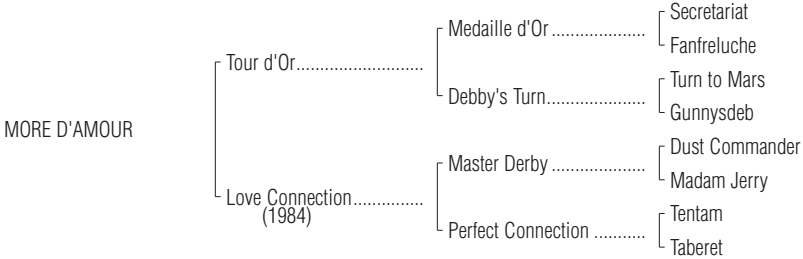 Secretariat
Medaille d'Or ....................
Fanfreluche
Tour d'Or...........................
Turn to Mars
Debby's Turn.....................
Gunnysdeb
MORE D'AMOUR
Dust Commander
Master Derby ....................
Madam Jerry
Love Connection...............
(1984)
Tentam
Perfect Connection ...........
Taberet